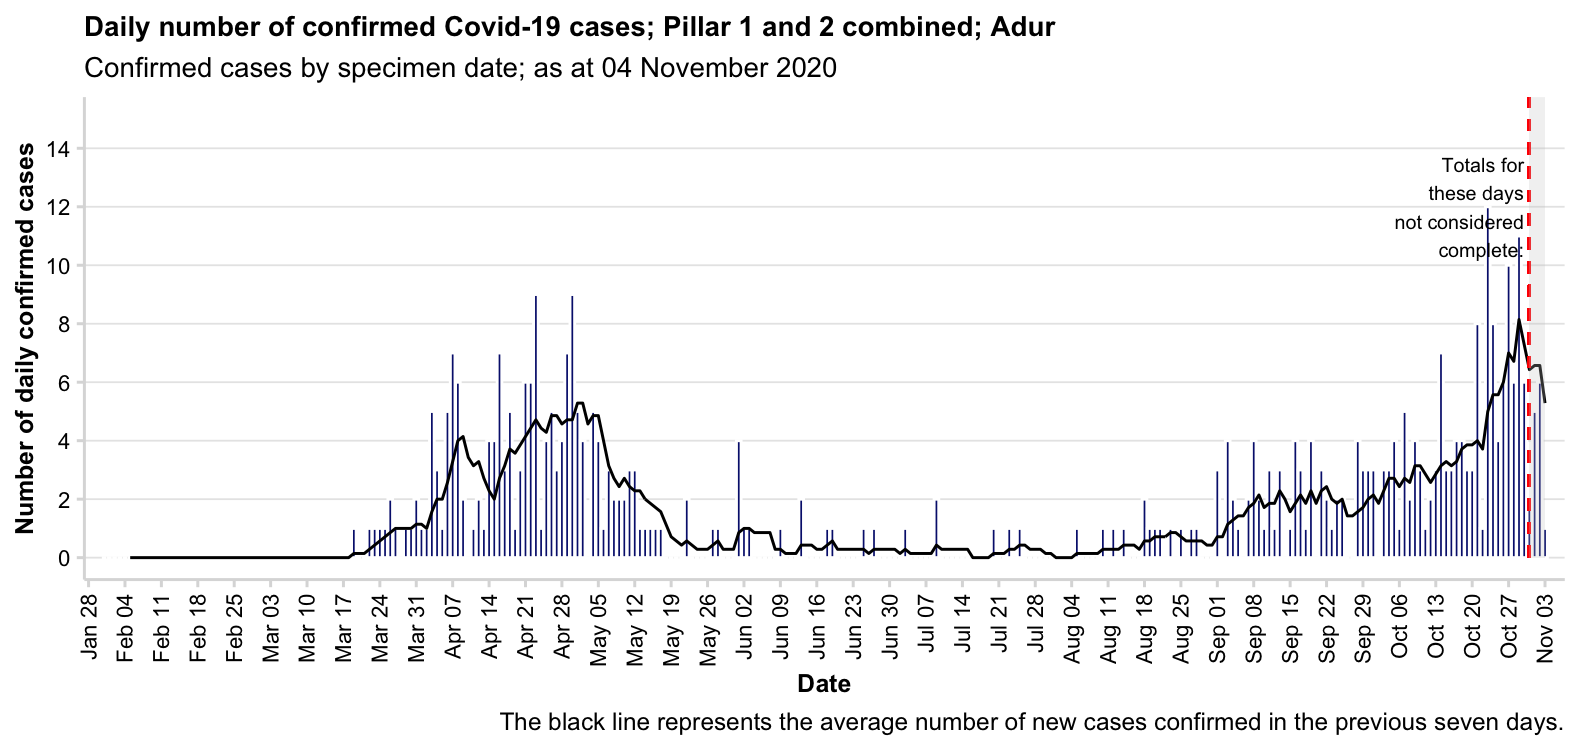 Daily number of confirmed Covid-19 cases; Pillar 1 and 2 combined; Adur
Confirmed cases by specimen date; as at 04 November 2020
Number of daily confirmed cases
14
12
10
8
6
4
2
0
Totals for
these days
not considered
complete:
Jan 28
Feb 04
Feb 11
Feb 18
Feb 25
Mar 03
Mar 10
Mar 17
Mar 24
Mar 31
Apr 07
Apr 14
Apr 21
Apr 28
May 05
May 12
May 19
May 26
Jun 02
Jun 09
Jun 16
Jun 23
Jun 30
Jul 07
Jul 14
Jul 21
Jul 28
Aug 04
Aug 11
Aug 18
Aug 25
Sep 01
Sep 08
Sep 15
Sep 22
Sep 29
Oct 06
Oct 13
Oct 20
Oct 27
Nov 03
Date
The black line represents the average number of new cases confirmed in the previous seven days.